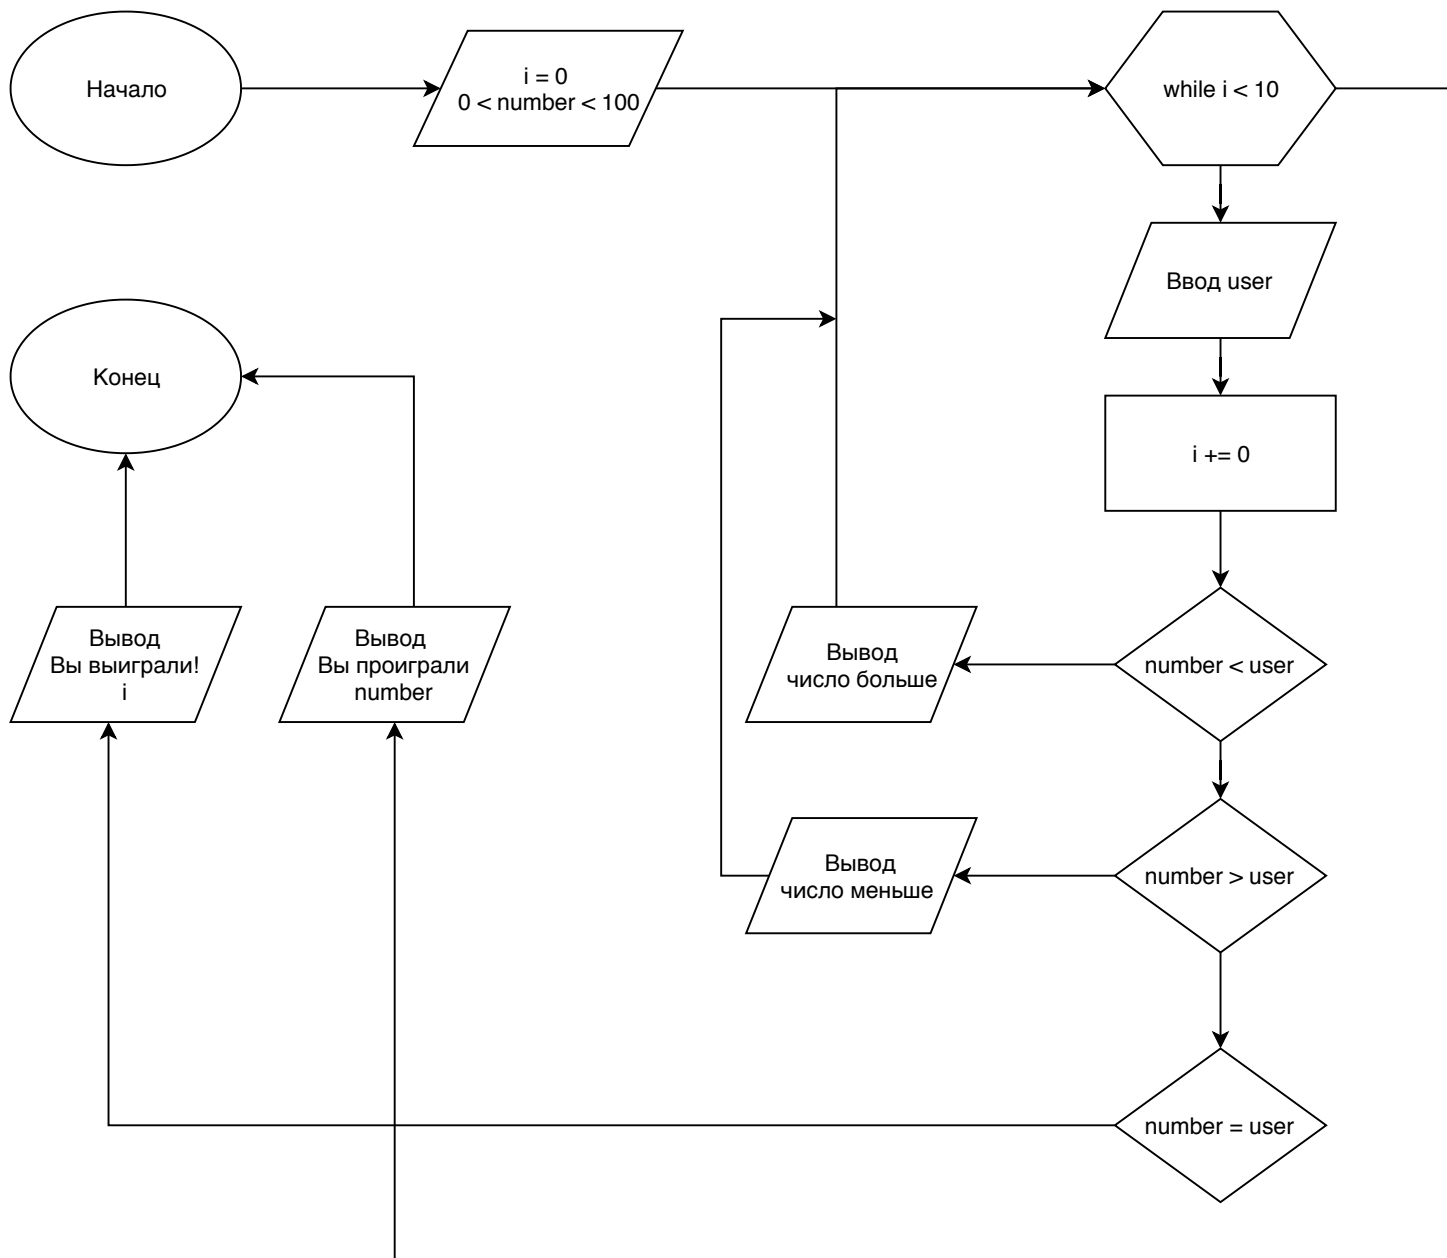 Начало
i = 0
0 < number < 100
while i < 10
Ввод user
Конец
i += 0
Вывод
Вы выиграли!
i
Вывод
Вы проиграли
number
Вывод
число больше
number < user
Вывод
число меньше
number > user
number = user